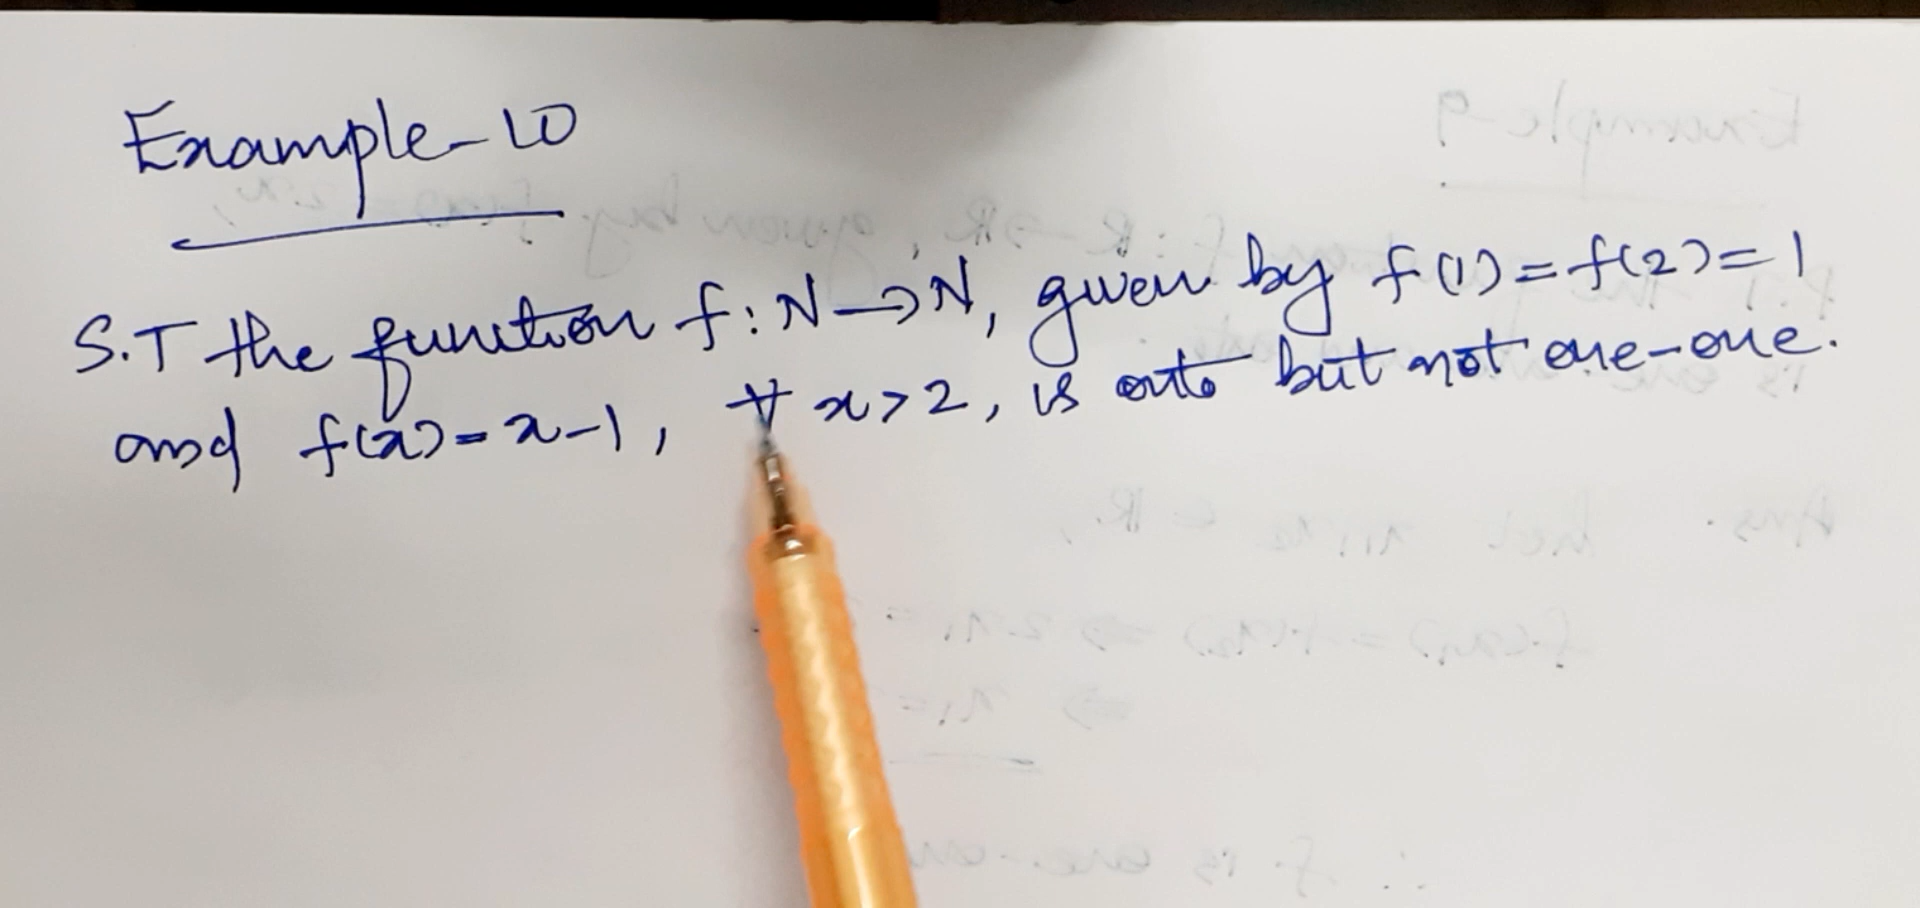 Example-10
S.T the function f:N→N, given by f(1)=f(2)=1
and f(x)=x-1, ∀ x>2, is onto but not one-one.